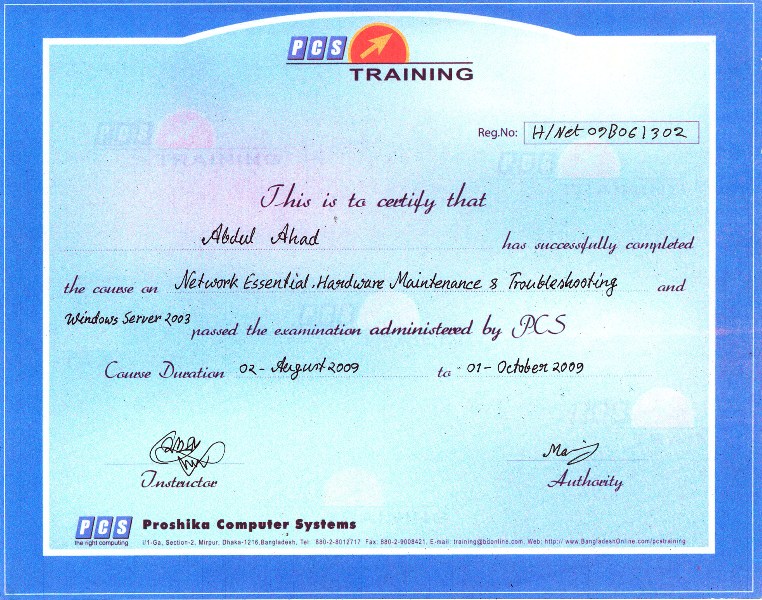 PCS
TRAINING
Reg.No: H/Net 09B061302
This is to certify that
Abdul Ahad has successfully completed
the course on Network Essential, Hardware Maintenance & Troubleshooting and
Windows Server 2003 passed the examination administered by PCS
Course Duration 02 - August 2009 to 01 - October 2009
Instructor Authority
PCS Proshika Computer Systems
the right computing I/1-Ga, Section-2, Mirpur, Dhaka-1216, Bangladesh, Tel: 880-2-8012717 Fax: 880-2-9008421, E-mail: training@bdonline.com, Web: http://www.BangladeshOnline.com/pcstraining